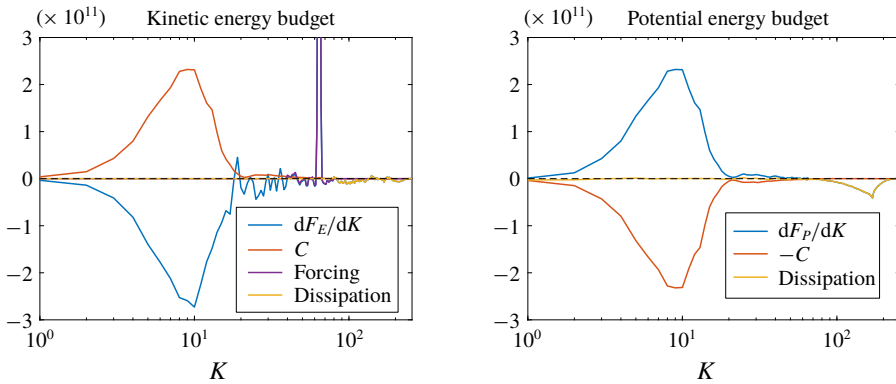 (× 10¹¹) Kinetic energy budget
3
2
1
0
−1
−2
−3
dF_E/dK
C
Forcing
Dissipation
10⁰ 10¹ 10²
K
(× 10¹¹) Potential energy budget
3
2
1
0
−1
−2
−3
dF_P/dK
−C
Dissipation
10⁰ 10¹ 10²
K